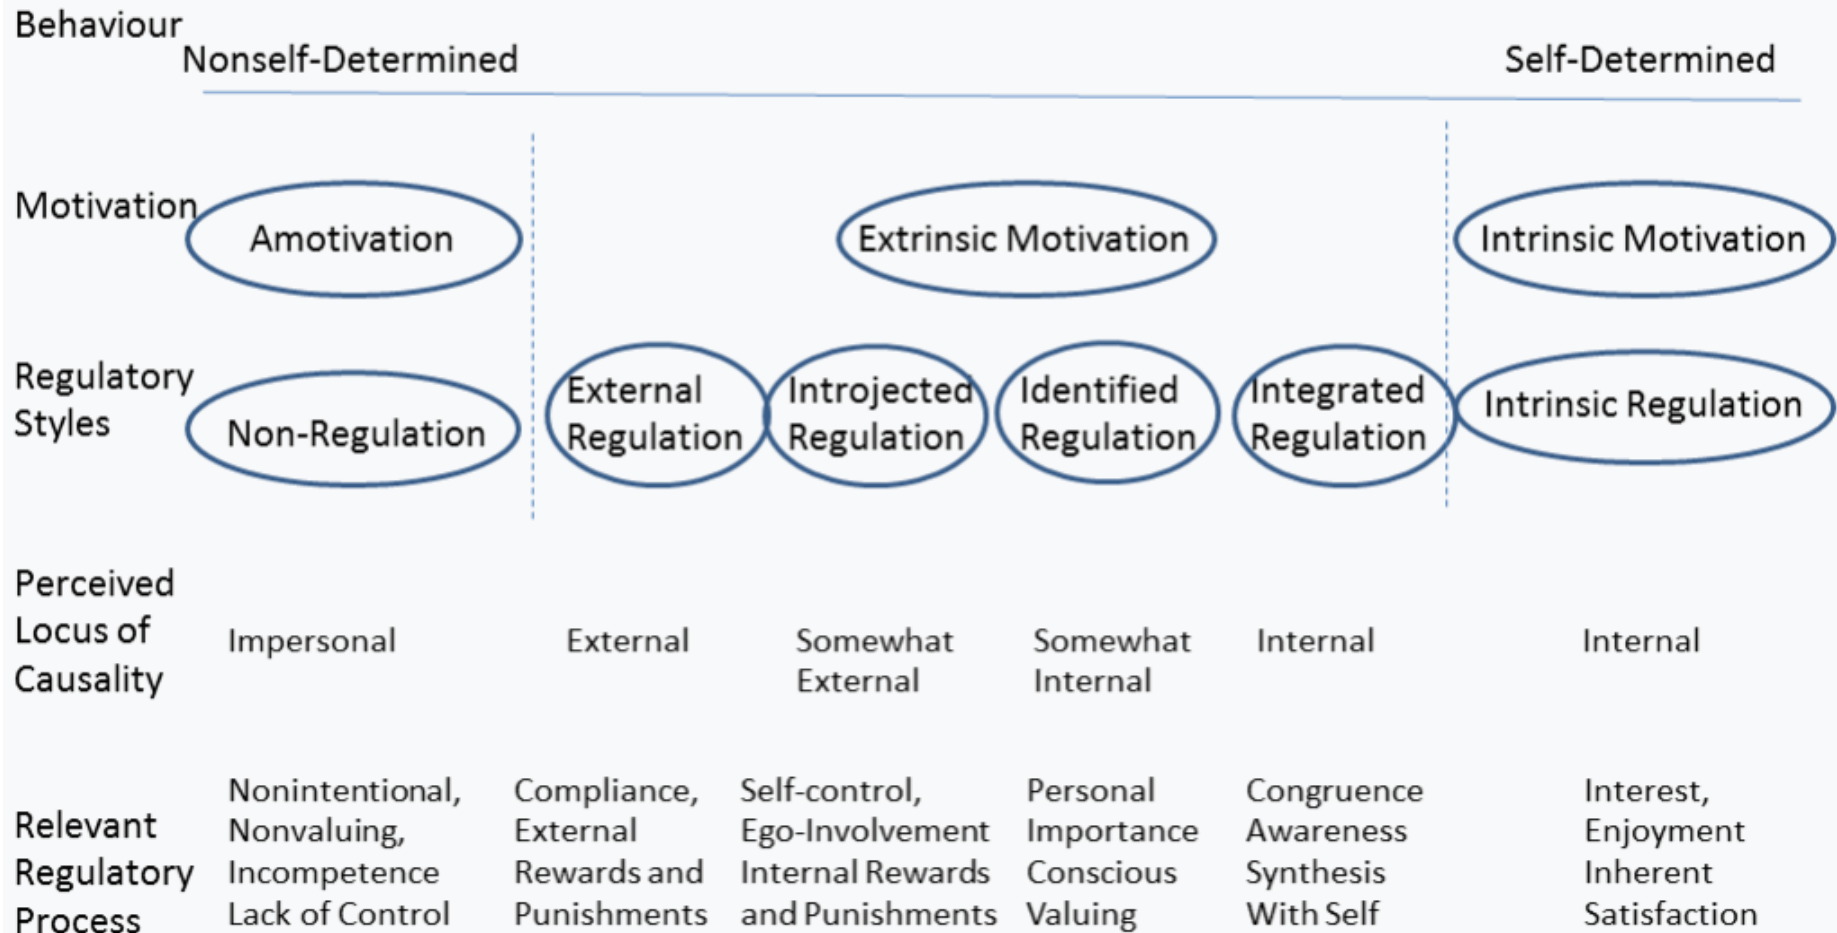 Behaviour
Nonself-Determined
Self-Determined
Motivation
Amotivation
Extrinsic Motivation
Intrinsic Motivation
Regulatory
Styles
Non-Regulation
External
Regulation
Introjected
Regulation
Identified
Regulation
Integrated
Regulation
Intrinsic Regulation
Perceived
Locus of
Causality
Impersonal
External
Somewhat
External
Somewhat
Internal
Internal
Internal
Relevant
Regulatory
Process
Nonintentional,
Nonvaluing,
Incompetence
Lack of Control
Compliance,
External
Rewards and
Punishments
Self-control,
Ego-Involvement
Internal Rewards
and Punishments
Personal
Importance
Conscious
Valuing
Congruence
Awareness
Synthesis
With Self
Interest,
Enjoyment
Inherent
Satisfaction